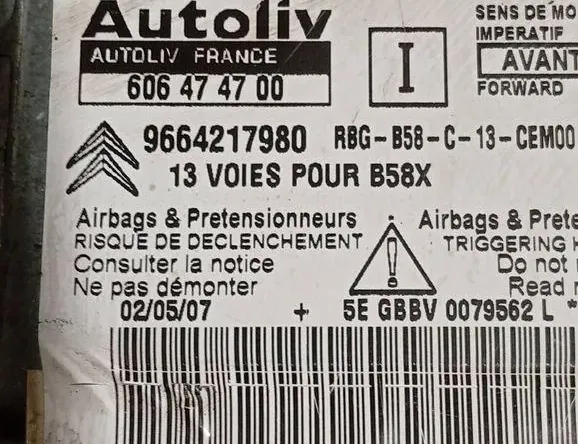 Autoliv
AUTOLIV FRANCE
606 47 47 00
I
SENS DE MO
IMPERATIF
AVANT
FORWARD
9664217980 RBG-B58-C-13-CEM00
13 VOIES POUR B58X
Airbags & Pretensionneurs
RISQUE DE DECLENCHEMENT
Consulter la notice
Ne pas démonter
Airbags & Prete
TRIGGERING
Do not
Read
02/05/07 + 5E GBBV 0079562 L *